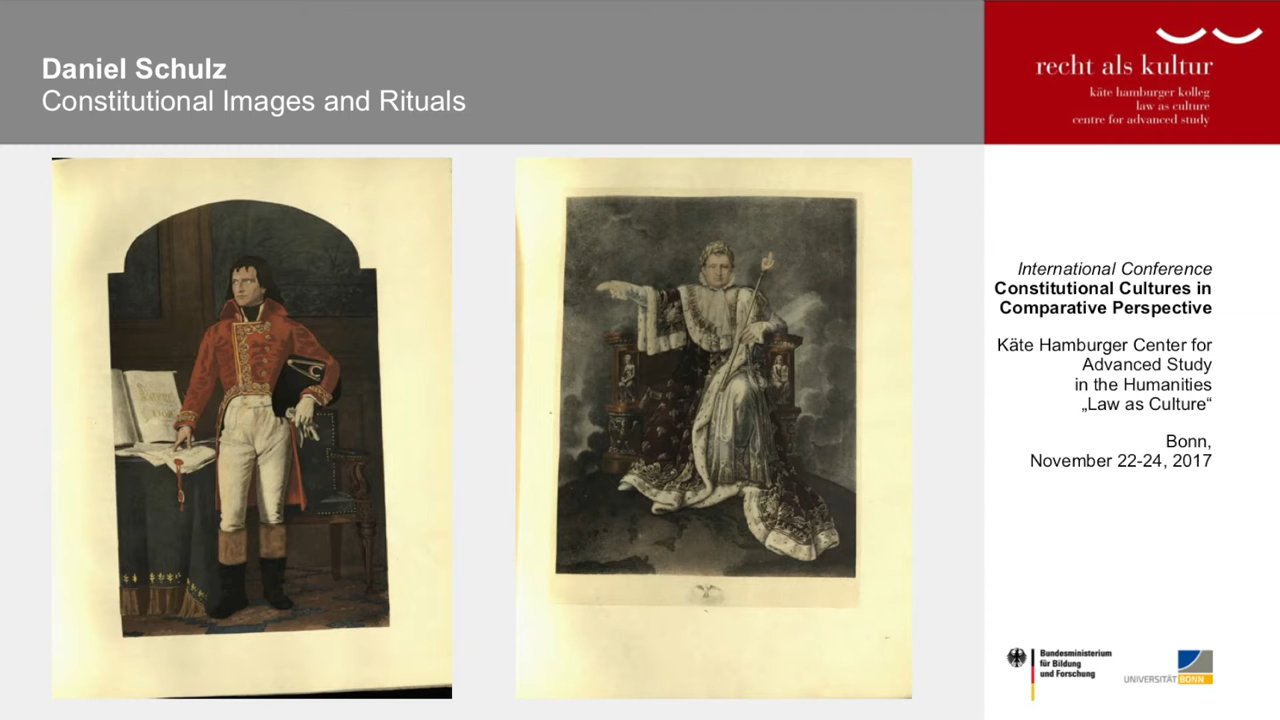 Daniel Schulz
Constitutional Images and Rituals
recht als kultur
käte hamburger kolleg
law as culture
centre for advanced study
International Conference
Constitutional Cultures in
Comparative Perspective
Käte Hamburger Center for
Advanced Study
in the Humanities
„Law as Culture“
Bonn,
November 22-24, 2017
Bundesministerium
für Bildung
und Forschung
UNIVERSITÄT BONN